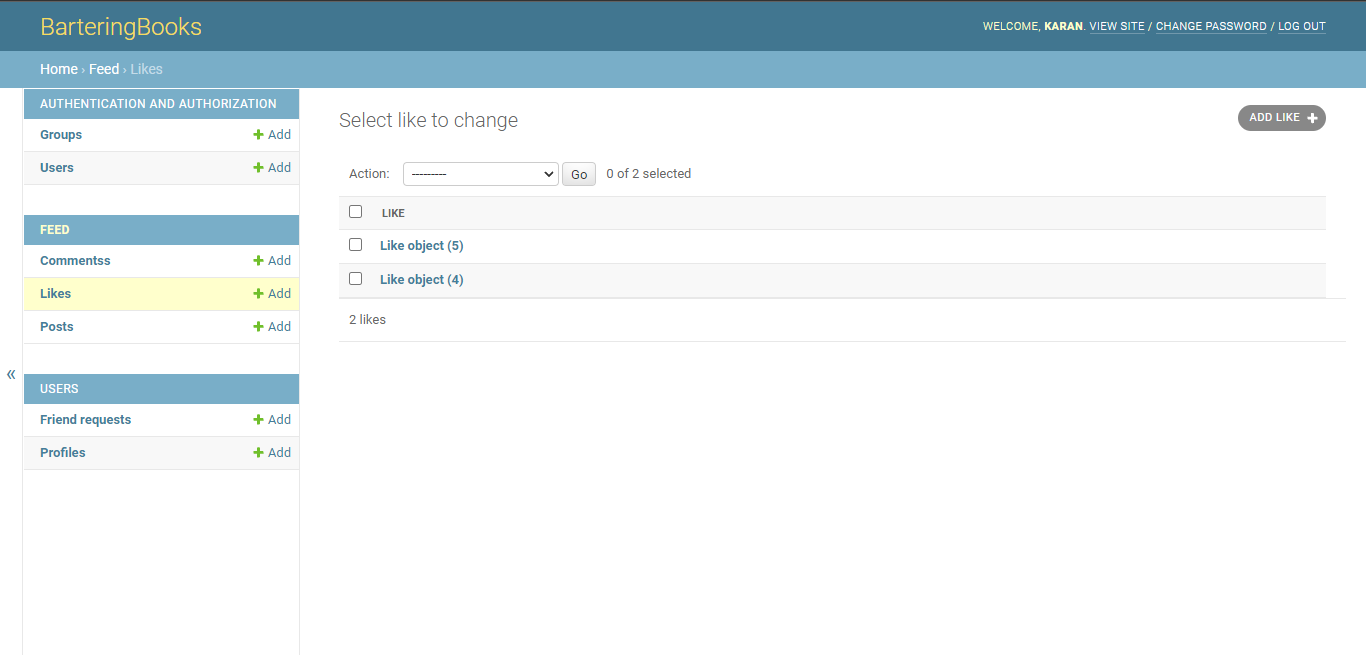 BarteringBooks
WELCOME, KARAN. VIEW SITE / CHANGE PASSWORD / LOG OUT
Home › Feed › Likes
AUTHENTICATION AND AUTHORIZATION
Groups + Add
Users + Add
FEED
Commentss + Add
Likes + Add
Posts + Add
«
USERS
Friend requests + Add
Profiles + Add
Select like to change
ADD LIKE +
Action: --------- Go 0 of 2 selected
LIKE
Like object (5)
Like object (4)
2 likes